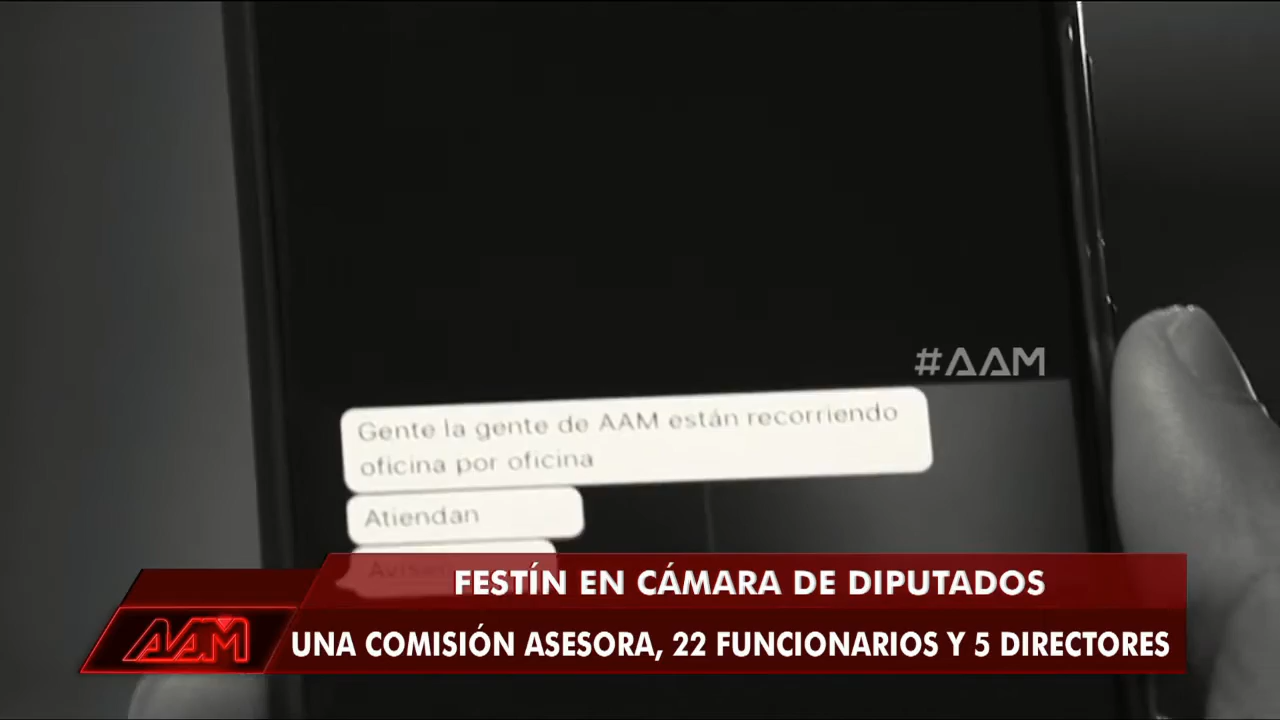 #AAM
Gente la gente de AAM están recorriendo
oficina por oficina
Atiendan
FESTÍN EN CÁMARA DE DIPUTADOS
AAM
UNA COMISIÓN ASESORA, 22 FUNCIONARIOS Y 5 DIRECTORES